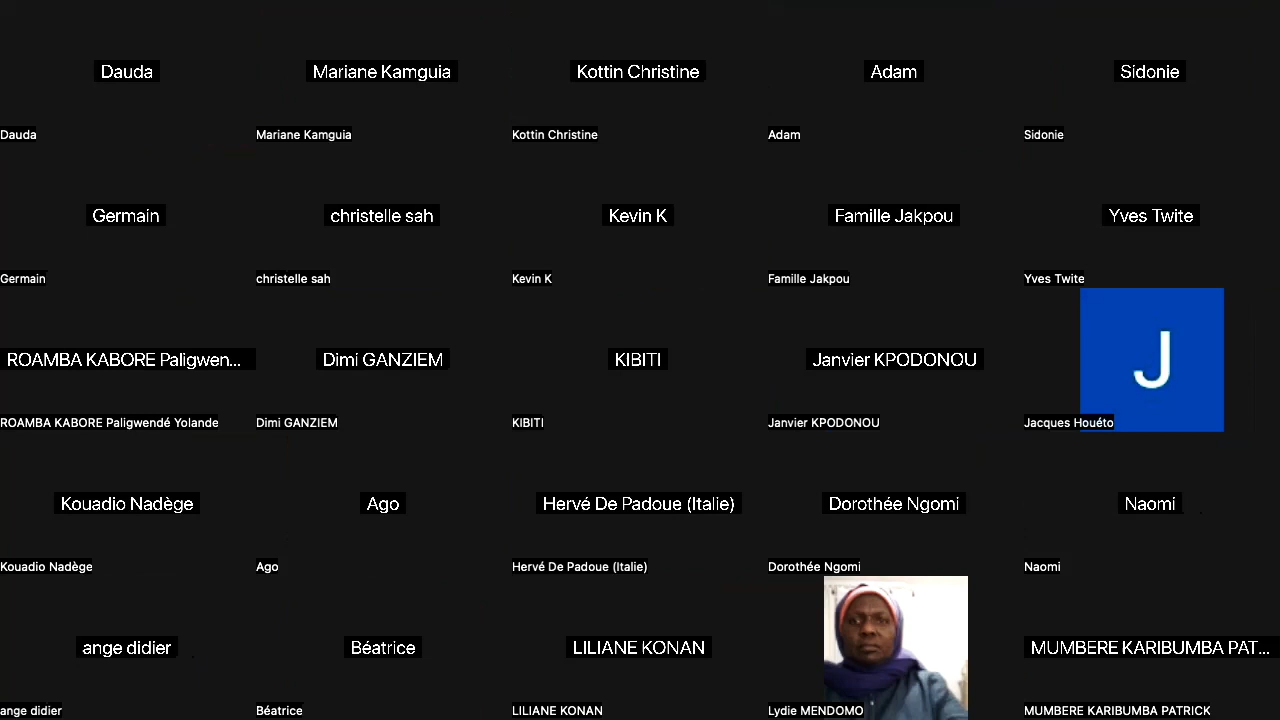 Dauda
Mariane Kamguia
Kottin Christine
Adam
Sidonie
Dauda
Mariane Kamguia
Kottin Christine
Adam
Sidonie
Germain
christelle sah
Kevin K
Famille Jakpou
Yves Twite
Germain
christelle sah
Kevin K
Famille Jakpou
Yves Twite
ROAMBA KABORE Paligwen...
Dimi GANZIEM
KIBITI
Janvier KPODONOU
J
ROAMBA KABORE Paligwendé Yolande
Dimi GANZIEM
KIBITI
Janvier KPODONOU
Jacques Houéto
Kouadio Nadège
Ago
Hervé De Padoue (Italie)
Dorothée Ngomi
Naomi
Kouadio Nadège
Ago
Hervé De Padoue (Italie)
Dorothée Ngomi
Naomi
ange didier
Béatrice
LILIANE KONAN
MUMBERE KARIBUMBA PAT...
ange didier
Béatrice
LILIANE KONAN
Lydie MENDOMO
MUMBERE KARIBUMBA PATRICK